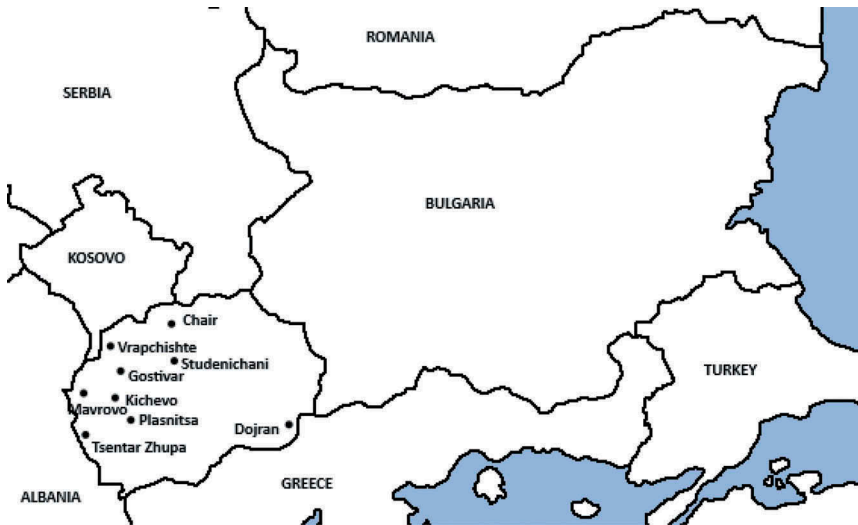 ROMANIA
SERBIA
BULGARIA
KOSOVO
Chair
Vrapchishte
Studenichani
Gostivar
TURKEY
Kichevo
Mavrovo
Plasnitsa
Dojran
Tsentar Zhupa
GREECE
ALBANIA